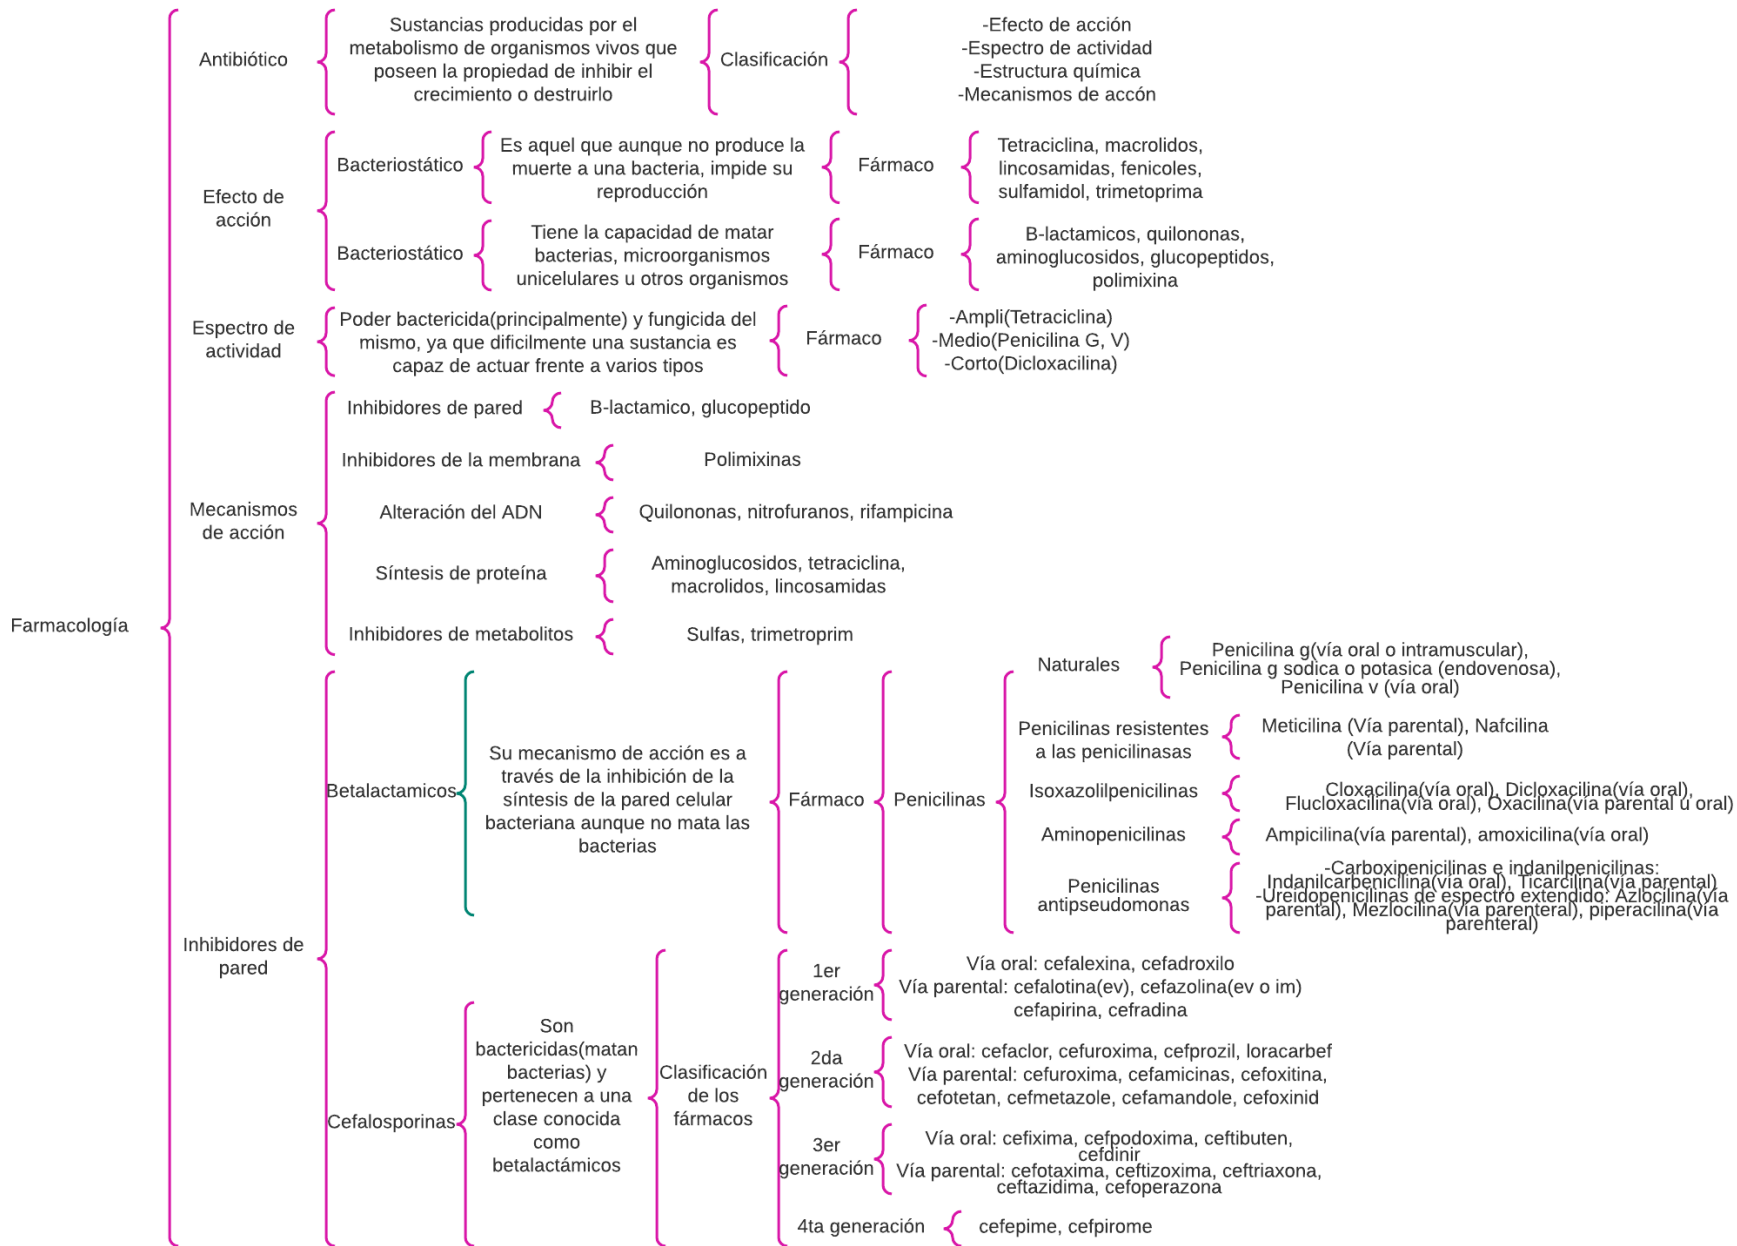 Farmacología
Antibiótico
Sustancias producidas por el
metabolismo de organismos vivos que
poseen la propiedad de inhibir el
crecimiento o destruirlo
Clasificación
-Efecto de acción
-Espectro de actividad
-Estructura química
-Mecanismos de accón
Efecto de
acción
Bacteriostático
Es aquel que aunque no produce la
muerte a una bacteria, impide su
reproducción
Fármaco
Tetraciclina, macrolidos,
lincosamidas, fenicoles,
sulfamidol, trimetoprima
Bacteriostático
Tiene la capacidad de matar
bacterias, microorganismos
unicelulares u otros organismos
Fármaco
B-lactamicos, quilononas,
aminoglucosidos, glucopeptidos,
polimixina
Espectro de
actividad
Poder bactericida(principalmente) y fungicida del
mismo, ya que dificilmente una sustancia es
capaz de actuar frente a varios tipos
Fármaco
-Ampli(Tetraciclina)
-Medio(Penicilina G, V)
-Corto(Dicloxacilina)
Mecanismos
de acción
Inhibidores de pared
B-lactamico, glucopeptido
Inhibidores de la membrana
Polimixinas
Alteración del ADN
Quilononas, nitrofuranos, rifampicina
Síntesis de proteína
Aminoglucosidos, tetraciclina,
macrolidos, lincosamidas
Inhibidores de metabolitos
Sulfas, trimetroprim
Inhibidores de
pared
Betalactamicos
Su mecanismo de acción es a
través de la inhibición de la
síntesis de la pared celular
bacteriana aunque no mata las
bacterias
Fármaco
Penicilinas
Naturales
Penicilina g(vía oral o intramuscular),
Penicilina g sodica o potasica (endovenosa),
Penicilina v (vía oral)
Penicilinas resistentes
a las penicilinasas
Meticilina (Vía parental), Nafcilina
(Vía parental)
Isoxazolilpenicilinas
Cloxacilina(vía oral), Dicloxacilina(vía oral),
Flucloxacilina(vía oral), Oxacilina(vía parental u oral)
Aminopenicilinas
Ampicilina(vía parental), amoxicilina(vía oral)
Penicilinas
antipseudomonas
-Carboxipenicilinas e indanilpenicilinas:
Indanilcarbenicilina(vía oral), Ticarcilina(vía parental)
-Ureidopenicilinas de espectro extendido: Azlocilina(vía
parental), Mezlocilina(vía parenteral), piperacilina(vía
parenteral)
Cefalosporinas
Son
bactericidas(matan
bacterias) y
pertenecen a una
clase conocida
como
betalactámicos
Clasificación
de los
fármacos
1er
generación
Vía oral: cefalexina, cefadroxilo
Vía parental: cefalotina(ev), cefazolina(ev o im)
cefapirina, cefradina
2da
generación
Vía oral: cefaclor, cefuroxima, cefprozil, loracarbef
Vía parental: cefuroxima, cefamicinas, cefoxitina,
cefotetan, cefmetazole, cefamandole, cefoxinid
3er
generación
Vía oral: cefixima, cefpodoxima, ceftibuten,
cefdinir
Vía parental: cefotaxima, ceftizoxima, ceftriaxona,
ceftazidima, cefoperazona
4ta generación
cefepime, cefpirome